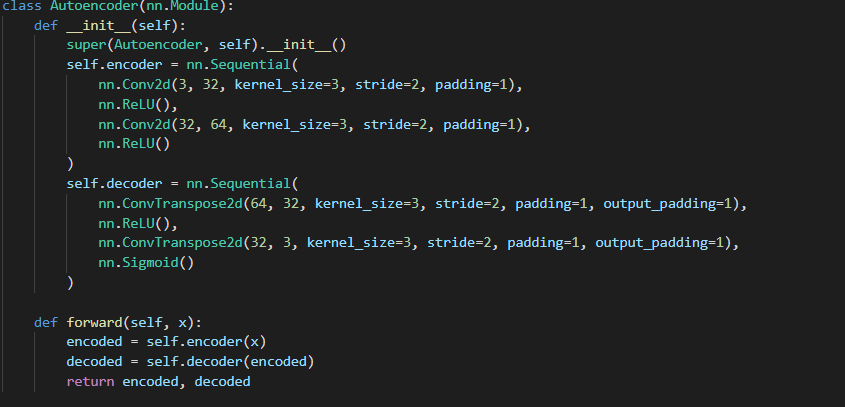 class Autoencoder(nn.Module):
    def __init__(self):
        super(Autoencoder, self).__init__()
        self.encoder = nn.Sequential(
            nn.Conv2d(3, 32, kernel_size=3, stride=2, padding=1),
            nn.ReLU(),
            nn.Conv2d(32, 64, kernel_size=3, stride=2, padding=1),
            nn.ReLU()
        )
        self.decoder = nn.Sequential(
            nn.ConvTranspose2d(64, 32, kernel_size=3, stride=2, padding=1, output_padding=1),
            nn.ReLU(),
            nn.ConvTranspose2d(32, 3, kernel_size=3, stride=2, padding=1, output_padding=1),
            nn.Sigmoid()
        )
    def forward(self, x):
        encoded = self.encoder(x)
        decoded = self.decoder(encoded)
        return encoded, decoded